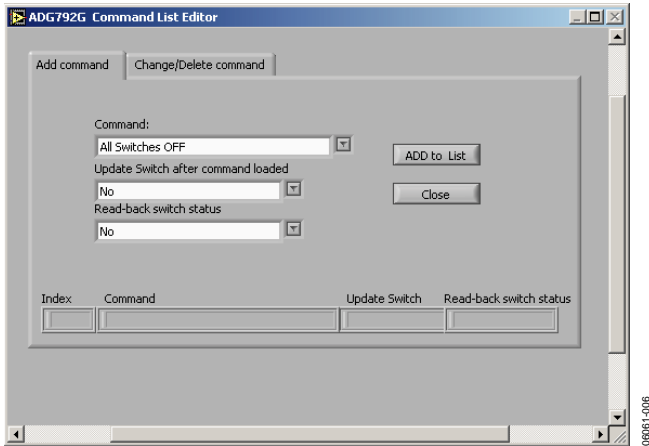 ADG792G Command List Editor
Add command
Change/Delete command
Command:
All Switches OFF
Update Switch after command loaded
No
Read-back switch status
No
ADD to List
Close
Index Command Update Switch Read-back switch status
06061-006